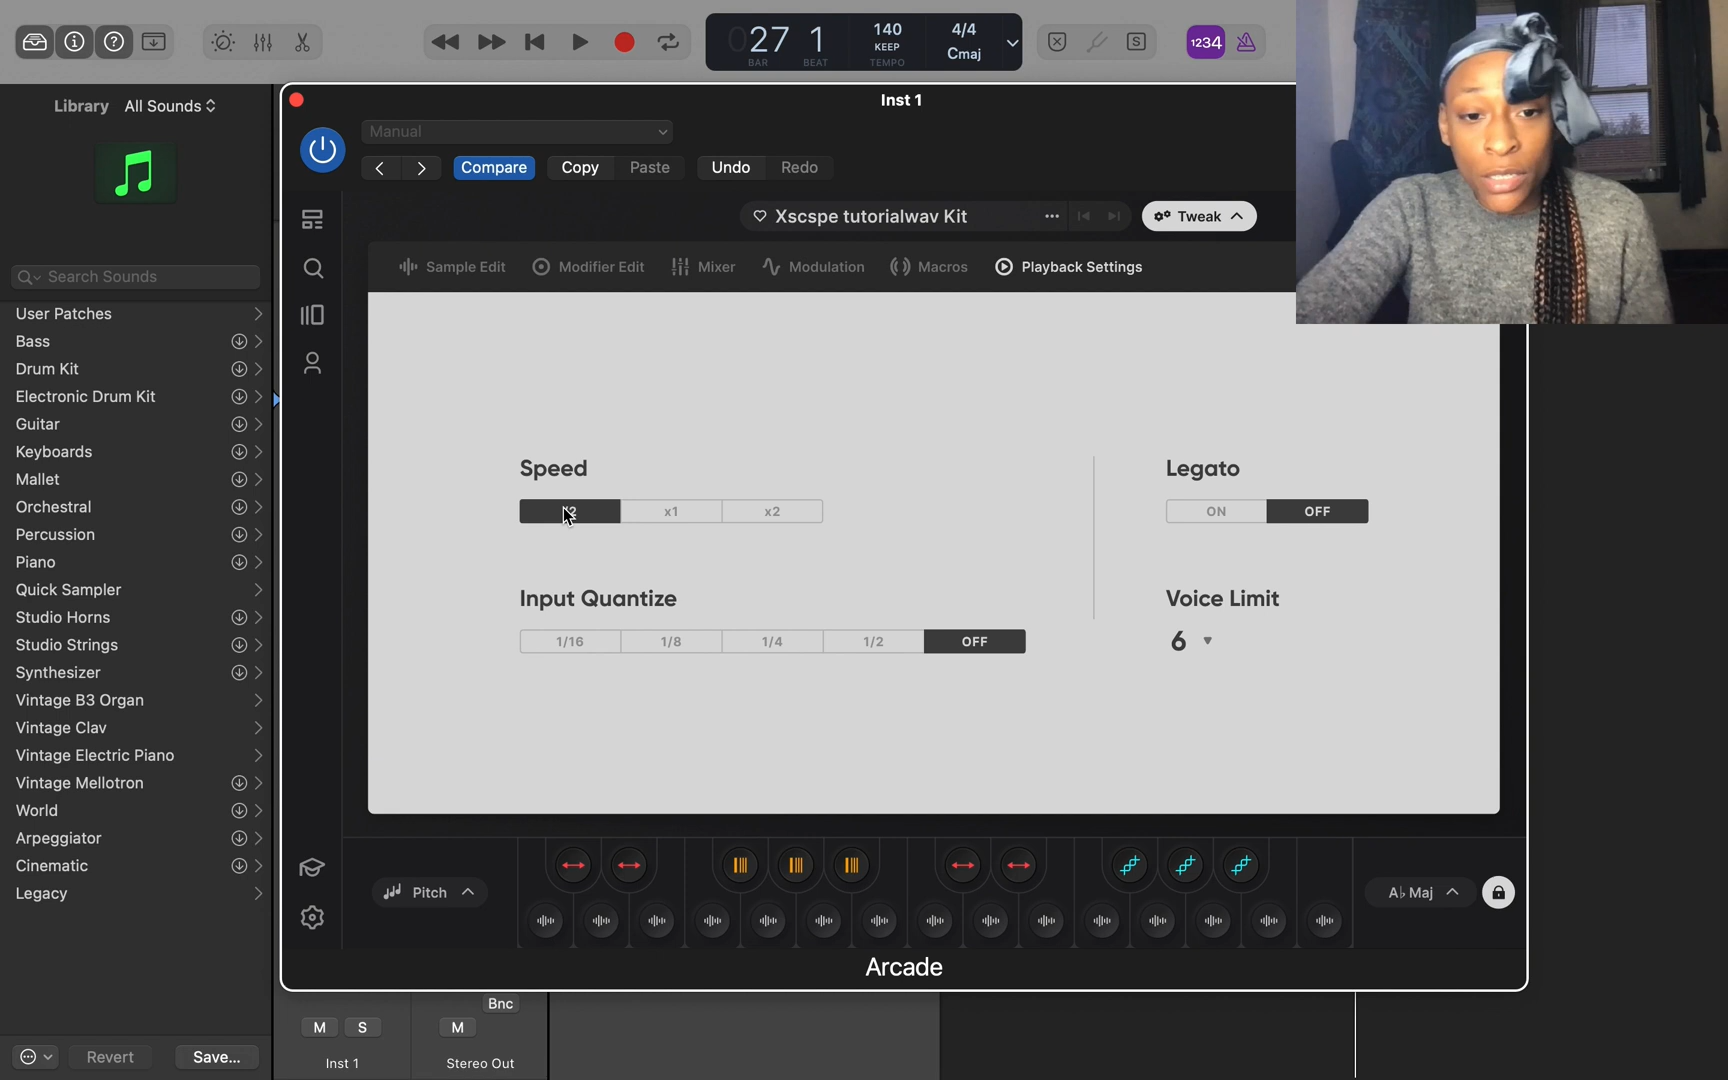 27 1
BAR BEAT
140
KEEP
TEMPO
4/4
Cmaj
S
1234
Library All Sounds
Search Sounds
User Patches
Bass
Drum Kit
Electronic Drum Kit
Guitar
Keyboards
Mallet
Orchestral
Percussion
Piano
Quick Sampler
Studio Horns
Studio Strings
Synthesizer
Vintage B3 Organ
Vintage Clav
Vintage Electric Piano
Vintage Mellotron
World
Arpeggiator
Cinematic
Legacy
Revert
Save...
Inst 1
Manual
Compare
Copy
Paste
Undo
Redo
Xscspe tutorialwav Kit
Tweak
Sample Edit
Modifier Edit
Mixer
Modulation
Macros
Playback Settings
Speed
x1
x2
Legato
ON
OFF
Input Quantize
1/16
1/8
1/4
1/2
OFF
Voice Limit
6
Pitch
A♭ Maj
Arcade
Bnc
M
S
M
Inst 1
Stereo Out